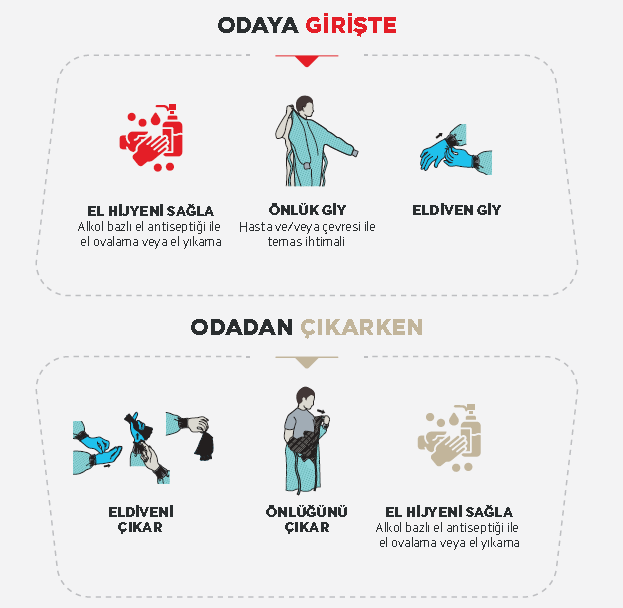 ODAYA GİRİŞTE
EL HİJYENİ SAĞLA
Alkol bazlı el antiseptiği ile
el ovalama veya el yıkama
ÖNLÜK GİY
Hasta ve/veya çevresi ile
temas ihtimali
ELDİVEN GİY
ODADAN ÇIKARKEN
ELDİVENİ
ÇIKAR
ÖNLÜĞÜNÜ
ÇIKAR
EL HİJYENİ SAĞLA
Alkol bazlı el antiseptiği ile
el ovalama veya el yıkama